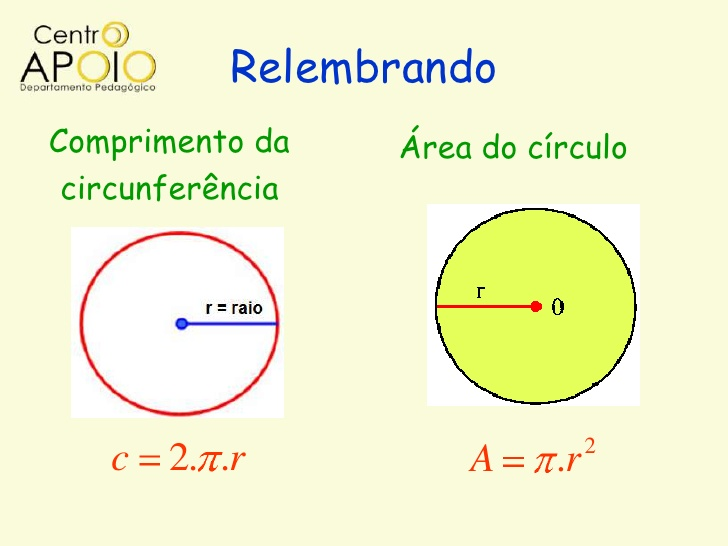 Centro
APOIO
Departamento Pedagógico
Relembrando
Comprimento da
circunferência
r = raio
c = 2.π.r
Área do círculo
r
0
A = π.r²